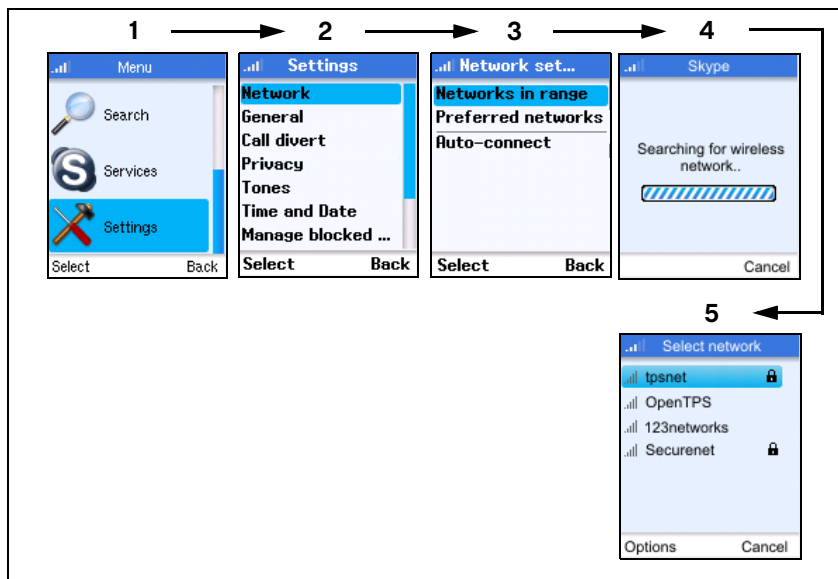 1
2
3
4
Menu
Search
Services
Settings
Select Back
Settings
Network
General
Call divert
Privacy
Tones
Time and Date
Manage blocked ...
Select Back
Network set...
Networks in range
Preferred networks
Auto-connect
Select Back
Skype
Searching for wireless
network..
Cancel
5
Select network
tpsnet
OpenTPS
123networks
Securenet
Options Cancel